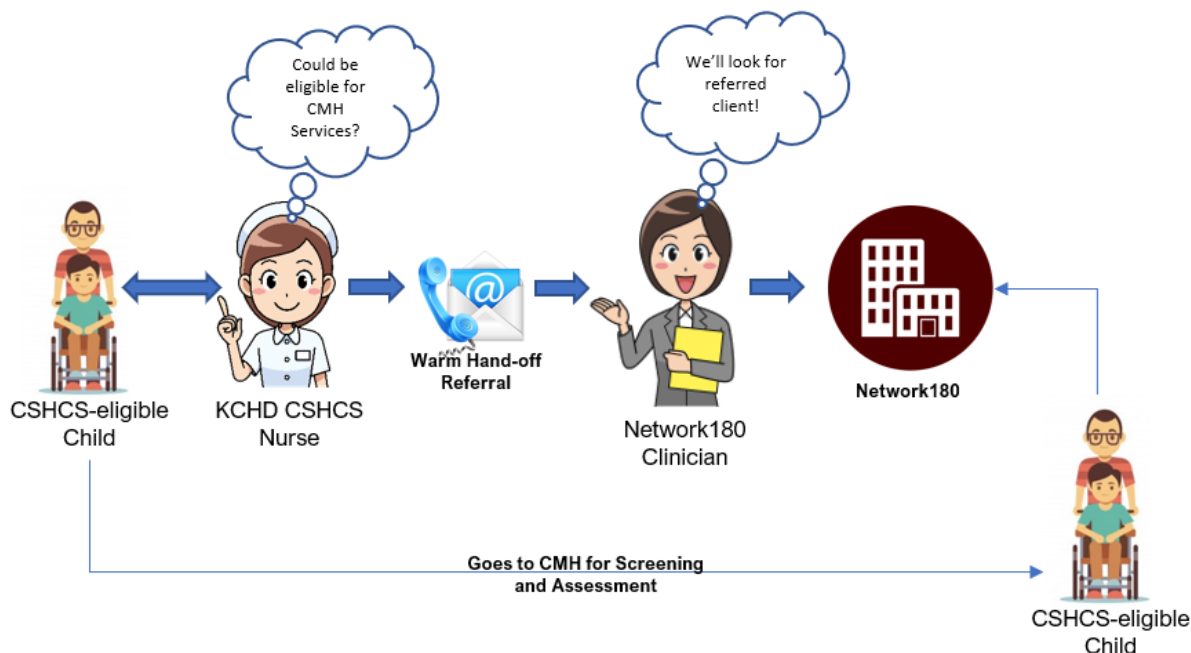 Could be
eligible for
CMH
Services?
We'll look for
referred
client!
@
Warm Hand-off
Referral
Network180
CSHCS-eligible
Child
KCHD CSHCS
Nurse
Network180
Clinician
Goes to CMH for Screening
and Assessment
CSHCS-eligible
Child